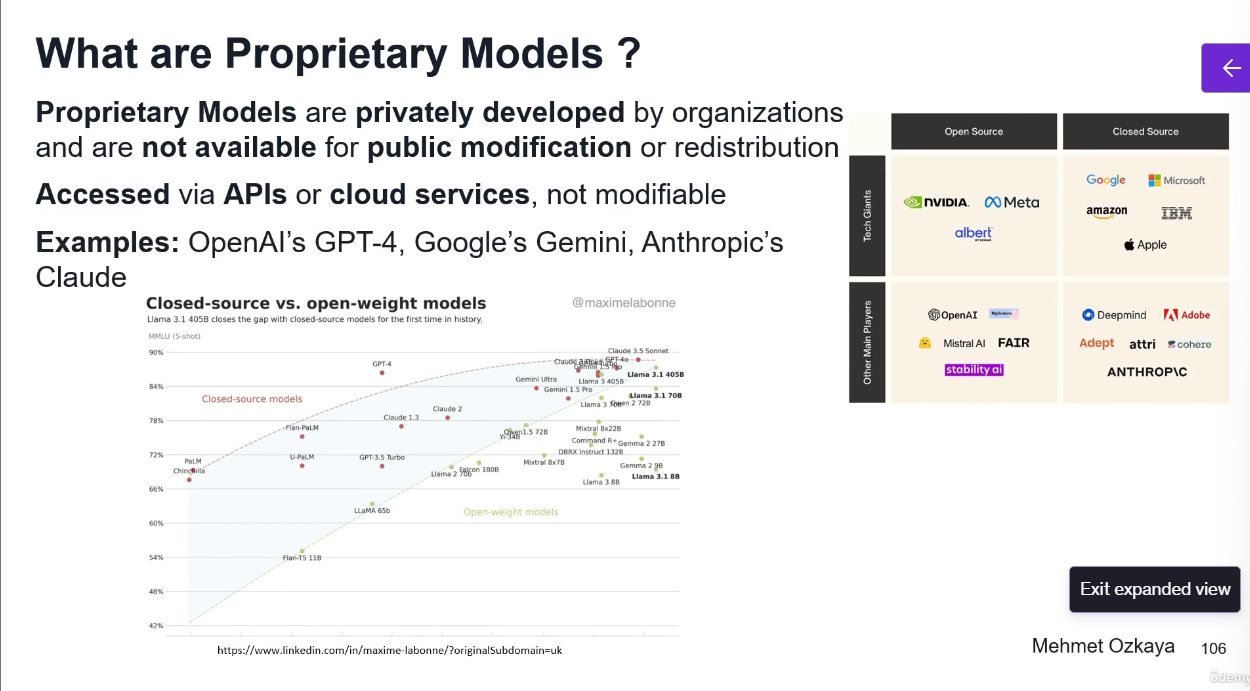 What are Proprietary Models ?
Proprietary Models are privately developed by organizations
and are not available for public modification or redistribution
Accessed via APIs or cloud services, not modifiable
Examples: OpenAI’s GPT-4, Google’s Gemini, Anthropic’s
Claude
Open Source
Closed Source
Tech Giants
NVIDIA.
Meta
albert
Google
Microsoft
amazon
IBM
Apple
Other Main Players
OpenAI
BigScience
Mistral AI
FAIR
stability ai
Deepmind
Adobe
Adept
attri
cohere
ANTHROP\C
Closed-source vs. open-weight models
@maximelabonne
Llama 3.1 405B closes the gap with closed-source models for the first time in history.
MMLU (5-shot)
90%
84%
78%
72%
66%
60%
54%
48%
42%
Closed-source models
Open-weight models
PaLM
Chinchilla
Flan-PaLM
U-PaLM
GPT-4
GPT-3.5 Turbo
Claude 1.3
Claude 2
LLaMA 65b
Flan-T5 11B
Llama 2 70b
Falcon 180B
Yi-34B
Qwen1.5 72B
Mixtral 8x7B
Gemini Ultra
Gemini 1.5 Pro
Claude 3.5 Sonnet
GPT-4o
Gemini 1.5 Pro
Llama 3.1 405B
Llama 3 405B
Llama 3.1 70B
Llama 3 70B
Qwen 2 72B
Mixtral 8x22B
Command R+
Gemma 2 27B
DBRX Instruct 132B
Gemma 2 9B
Llama 3.1 8B
Llama 3 8B
https://www.linkedin.com/in/maxime-labonne/?originalSubdomain=uk
Exit expanded view
Mehmet Ozkaya
106
Udemy